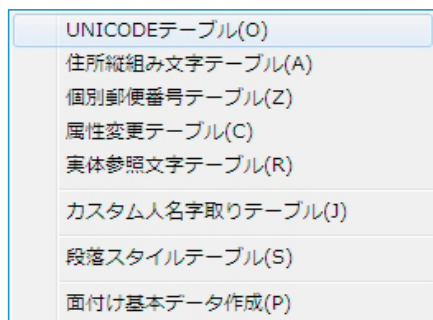 UNICODEテーブル(O)
住所縦組み文字テーブル(A)
個別郵便番号テーブル(Z)
属性変更テーブル(C)
実体参照文字テーブル(R)
カスタム人名字取りテーブル(J)
段落スタイルテーブル(S)
面付け基本データ作成(P)